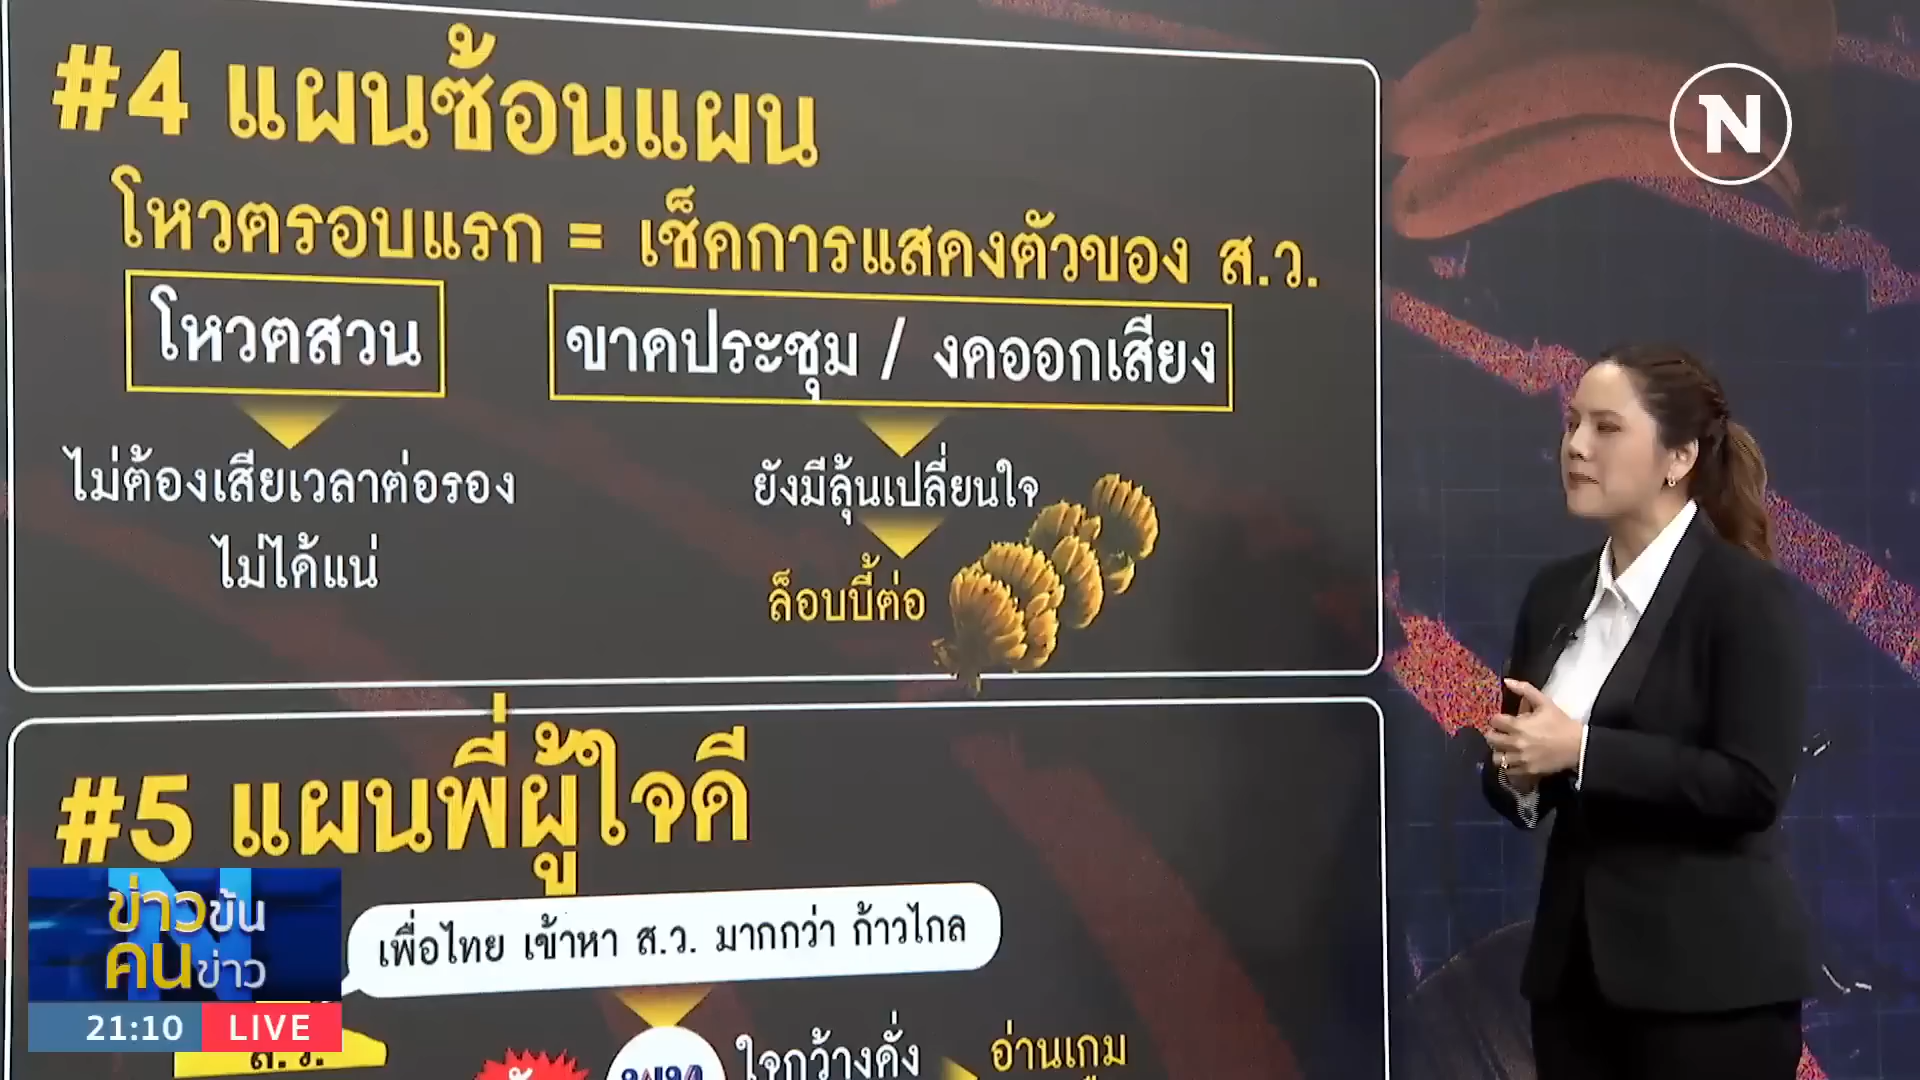 #4 แผนซ้อนแผน
โหวตรอบแรก = เช็คการแสดงตัวของ ส.ว.
โหวตสวน
ขาดประชุม / งดออกเสียง
ไม่ต้องเสียเวลาต่อรอง
ไม่ได้แน่
ยังมีลุ้นเปลี่ยนใจ
ล็อบบี้ต่อ
#5 แผนพี่ผู้ใจดี
เพื่อไทย เข้าหา ส.ว. มากกว่า ก้าวไกล
ส.ว.
ใจกว้างดั่ง
อ่านเกม
N
ข่าวข้น
คนข่าว
21:10 LIVE